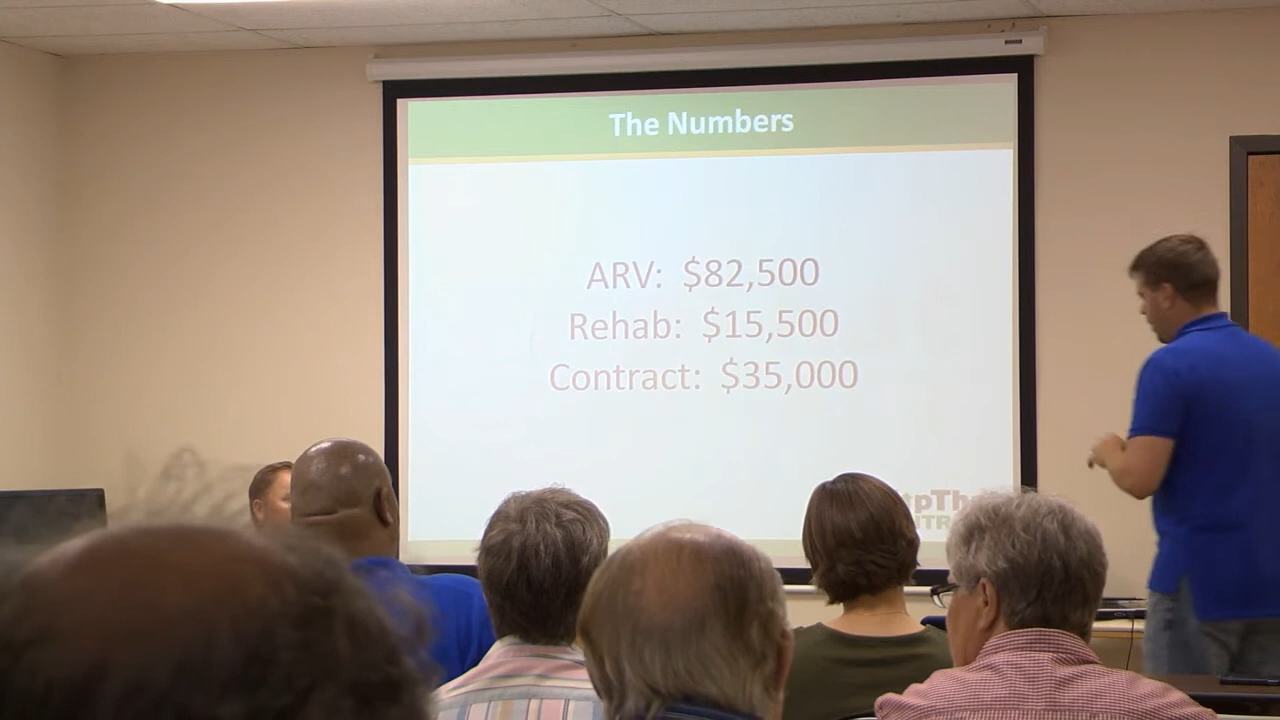 The Numbers
ARV: $82,500
Rehab: $15,500
Contract: $35,000